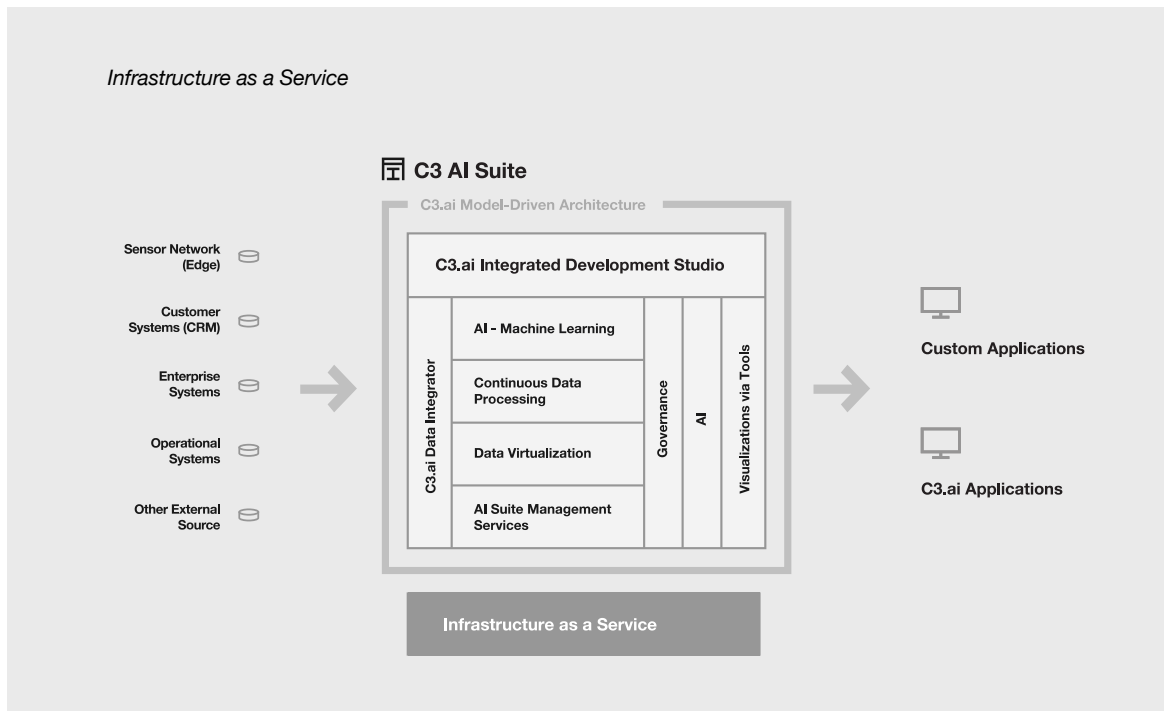 Infrastructure as a Service
C3 AI Suite
C3.ai Model-Driven Architecture
Sensor Network
(Edge)
Customer
Systems (CRM)
Enterprise
Systems
Operational
Systems
Other External
Source
C3.ai Integrated Development Studio
C3.ai Data Integrator
AI - Machine Learning
Continuous Data
Processing
Data Virtualization
AI Suite Management
Services
Governance
AI
Visualizations via Tools
Custom Applications
C3.ai Applications
Infrastructure as a Service